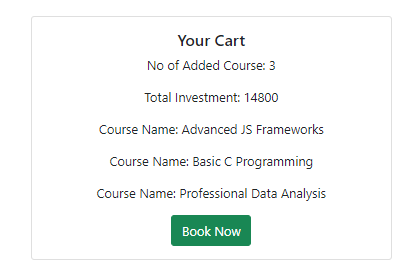 Your Cart
No of Added Course: 3
Total Investment: 14800
Course Name: Advanced JS Frameworks
Course Name: Basic C Programming
Course Name: Professional Data Analysis
Book Now